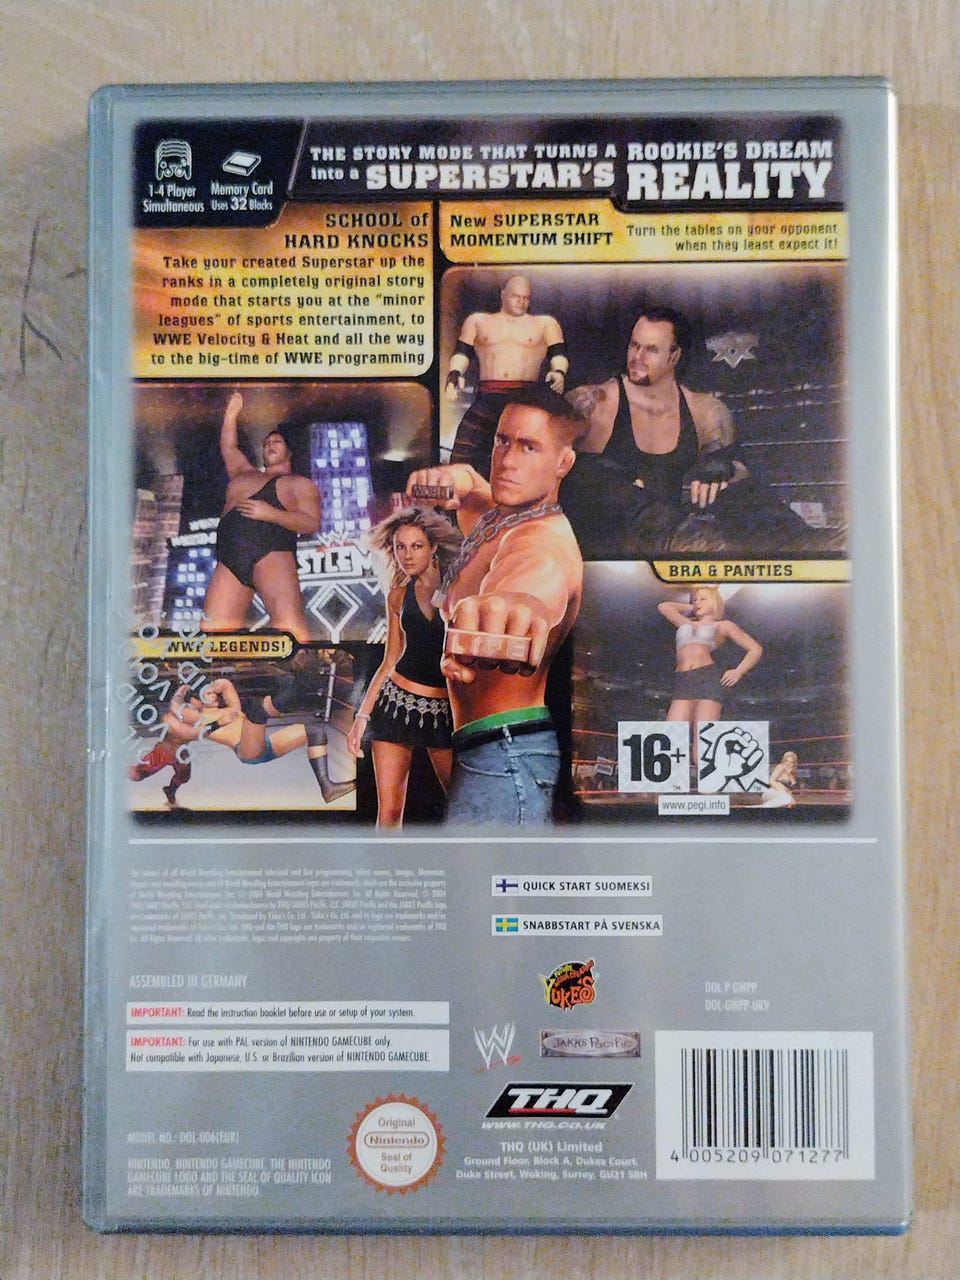 THE STORY MODE THAT TURNS A ROOKIE'S DREAM
into a SUPERSTAR'S REALITY
1-4 Player
Simultaneous
Memory Card
Uses 32 Blocks
SCHOOL of
HARD KNOCKS
Take your created Superstar up the
ranks in a completely original story
mode that starts you at the "minor
leagues" of sports entertainment, to
WWE Velocity & Heat and all the way
to the big-time of WWE programming
New SUPERSTAR
MOMENTUM SHIFT
Turn the tables on your opponent
when they least expect it!
STLEM
LIFE
BRA & PANTIES
WWE LEGENDS!
16+
www.pegi.info
QUICK START SUOMEKSI
SNABBSTART PÅ SVENSKA
ASSEMBLED IN GERMANY
IMPORTANT: Read the instruction booklet before use or setup of your system.
IMPORTANT: For use with PAL version of NINTENDO GAMECUBE only.
Not compatible with Japanese, U.S. or Brazilian version of NINTENDO GAMECUBE.
YUKE'S
DOL P GWPP
DOL-GWPP-UKV
W
JAKKS Pacific
THQ
WWW.THQ.CO.UK
THQ (UK) Limited
Ground Floor, Block A, Dukes Court,
Duke Street, Woking, Surrey, GU21 5BH
MODEL NO.: DOL-006(EUR)
NINTENDO, NINTENDO GAMECUBE, THE NINTENDO
GAMECUBE LOGO AND THE SEAL OF QUALITY ICON
ARE TRADEMARKS OF NINTENDO.
Original
Nintendo
Seal of
Quality
4 005209 071277